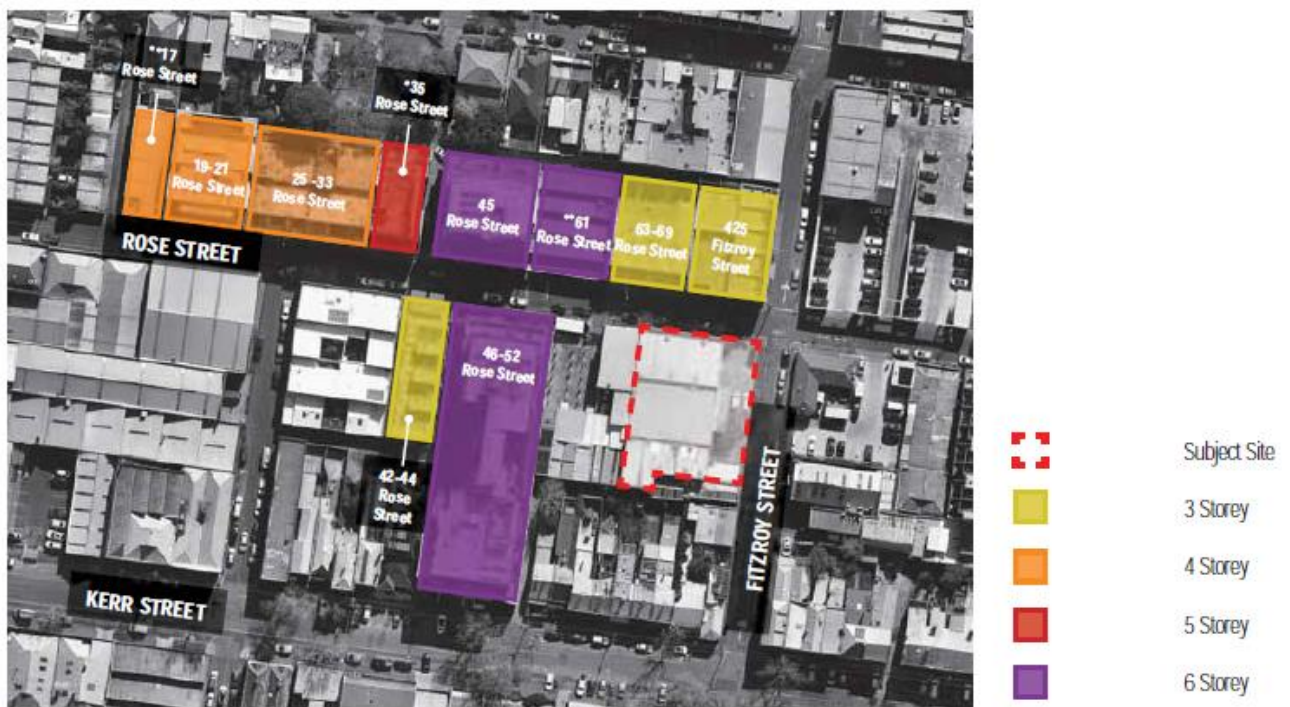 **17
Rose Street
*35
Rose Street
19-21
Rose Street
25 -33
Rose Street
45
Rose Street
**61
Rose Street
63-69
Rose Street
425
Fitzroy
Street
ROSE STREET
46-52
Rose Street
42-44
Rose
Street
FITZROY STREET
KERR STREET
Subject Site
3 Storey
4 Storey
5 Storey
6 Storey